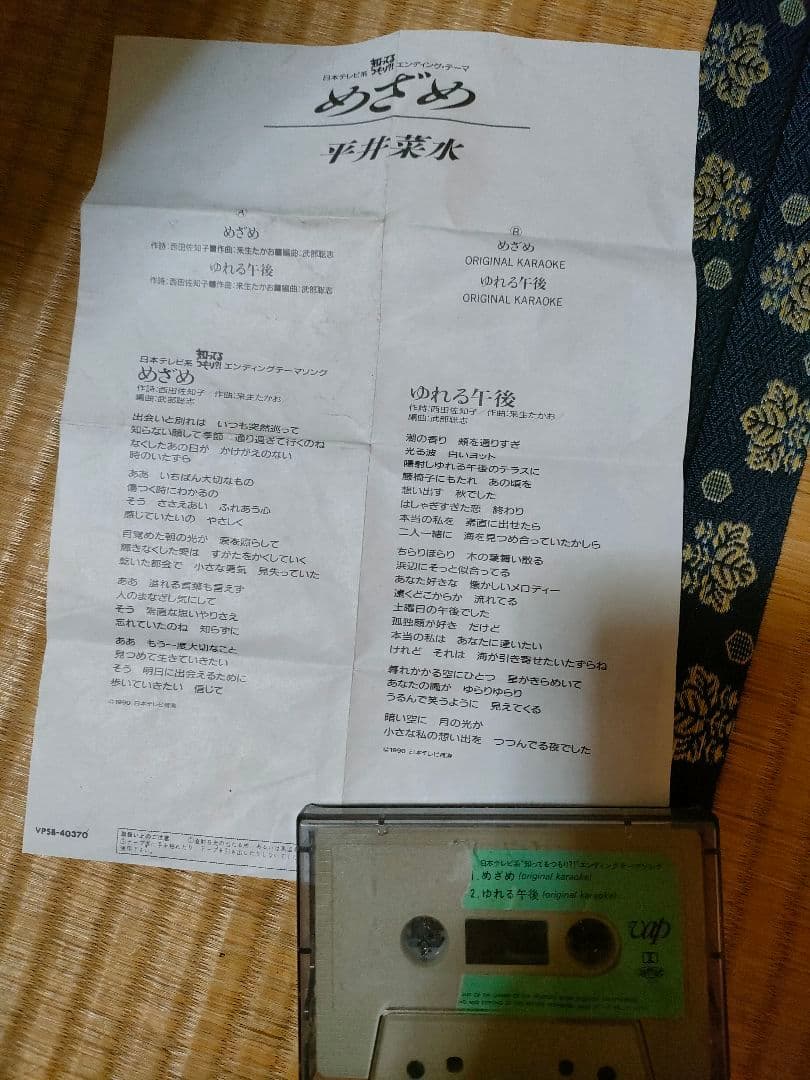 日本テレビ系 知ってるつもり?! エンディング・テーマ
めざめ
平井菜水
Ⓐ
めざめ
作詩:西田佐知子■作曲:来生たかお■編曲:武部聡志
ゆれる午後
作詩:西田佐知子■作曲:来生たかお■編曲:武部聡志
Ⓑ
めざめ
ORIGINAL KARAOKE
ゆれる午後
ORIGINAL KARAOKE
日本テレビ系 知ってるつもり?! エンディングテーマソング
めざめ
作詩:西田佐知子/作曲:来生たかお/
編曲:武部聡志
出会いと別れは いつも突然巡って
知らない顔して季節 通り過ぎて行くのね
なくしたあの日が かけがえのない
時のいたずら
ああ いちばん大切なもの
傷つく時にわかるの
そう ささえあい ふれあう心
感じていたいの やさしく
目覚めた朝の光が 涙を照らして
輝きなくした愛は すがたをかくしていく
乾いた都会で 小さな勇気 見失っていた
ああ 溢れる言葉も言えず
人のまなざし気にして
そう 素直な思いやりさえ
忘れていたのね 知らずに
ああ もう一度大切なこと
見つめて生きていきたい
そう 明日に出会えるために
歩いていきたい 信じて
©1990 日本テレビ音楽
ゆれる午後
作詩:西田佐知子/作曲:来生たかお/
編曲:武部聡志
潮の香り 頬を通りすぎ
光る波 白いヨット
陽射しゆれる午後のテラスに
藤椅子にもたれ あの頃を
想い出す 秋でした
はしゃぎすぎた恋 終わり
本当の私を 素直に出せたら
二人一緒に 海を見つめ合っていたかしら
ちらりほらり 木の葉舞い散る
浜辺にそっと似合ってる
あなた好きな 懐かしいメロディー
遠くどこからか 流れてる
土曜日の午後でした
孤独顔が好き だけど
本当の私は あなたに逢いたい
けれど それは 海が引き寄せたいたずらね
暮れかかる空にひとつ 星がきらめいて
あなたの瞳が ゆらりゆらり
うるんで笑うように 見えてくる
暗い空に 月の光が
小さな私の想い出を つつんでる夜でした
©1990 日本テレビ音楽
VPSB-40370
取扱い上のご注意
日本テレビ系"知ってるつもり?!"エンディングテーマソング
1. めざめ (original karaoke)
2. ゆれる午後 (original karaoke)
vap